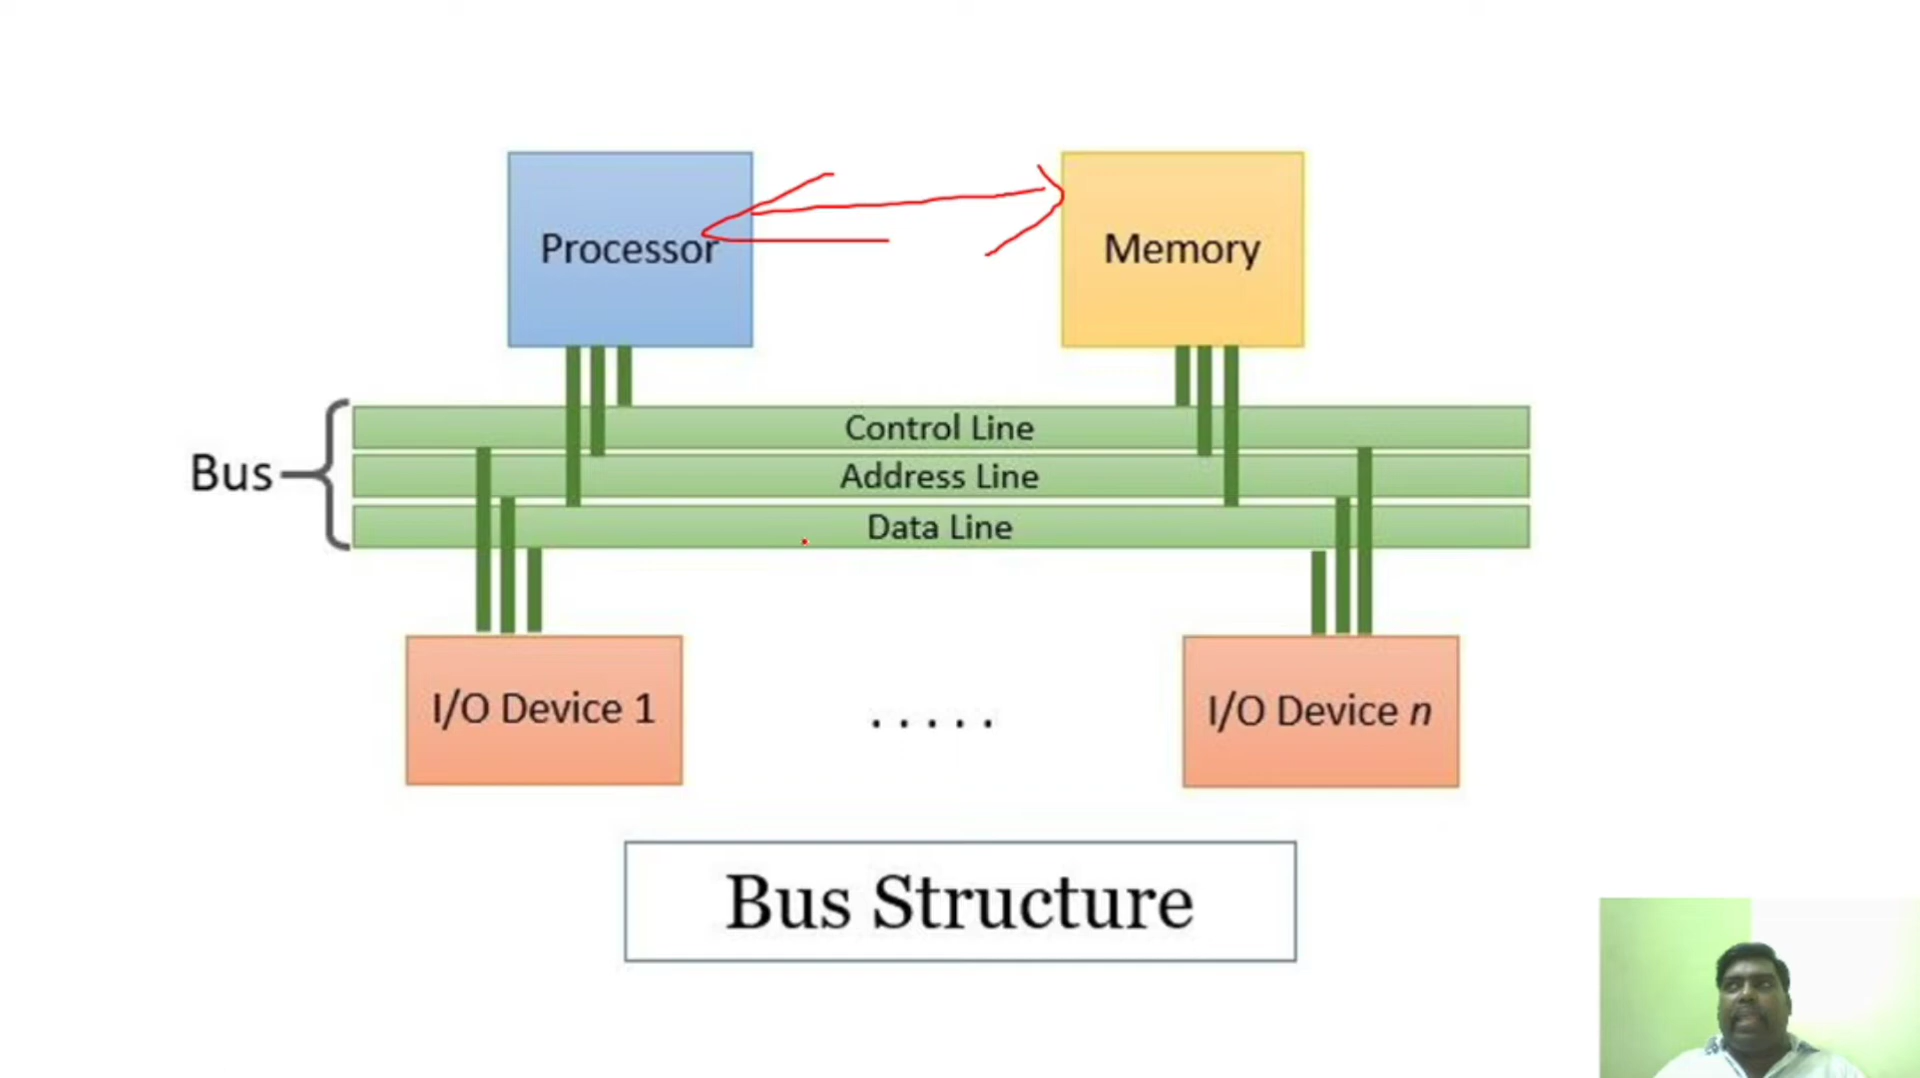 Processor
Memory
Control Line
Bus
Address Line
Data Line
I/O Device 1
. . . . .
I/O Device n
Bus Structure